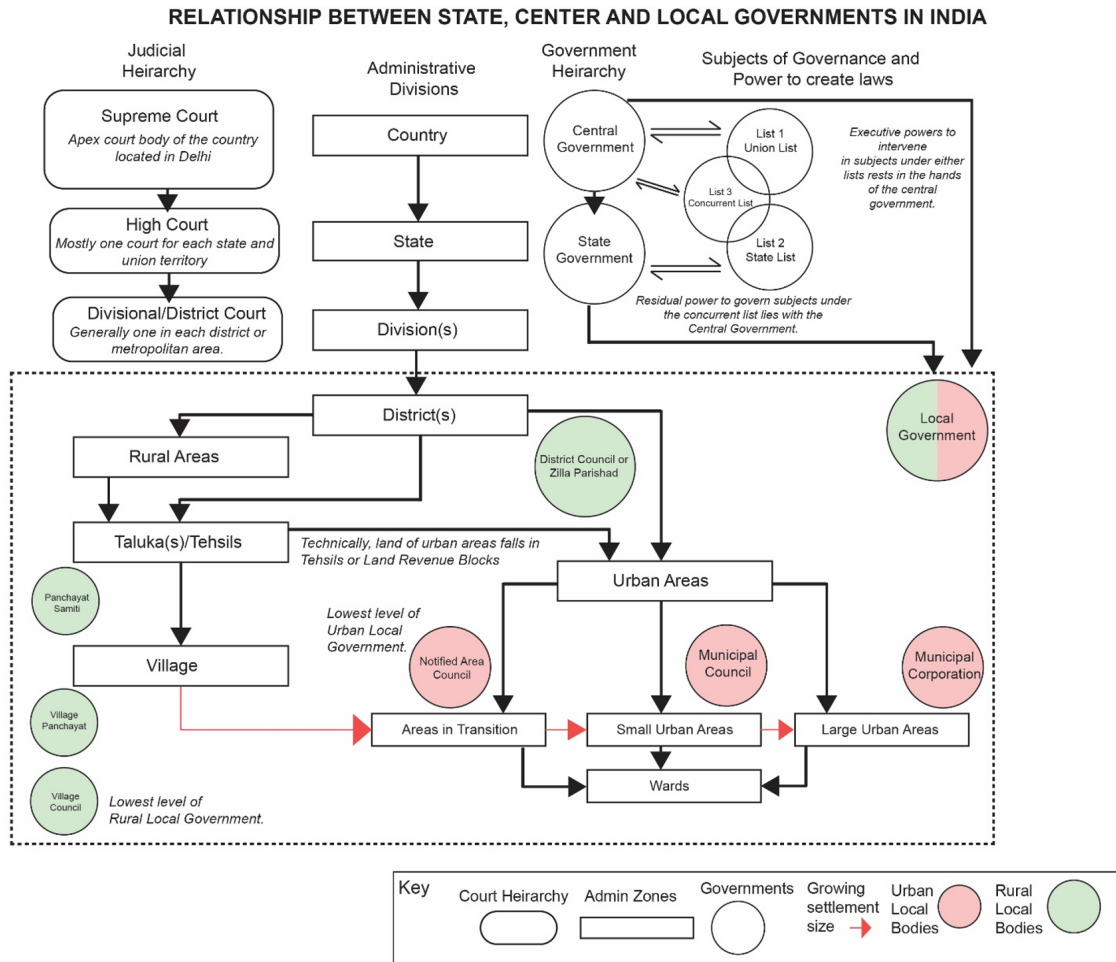 RELATIONSHIP BETWEEN STATE, CENTER AND LOCAL GOVERNMENTS IN INDIA
Judicial
Heirarchy
Supreme Court
Apex court body of the country
located in Delhi
High Court
Mostly one court for each state and
union territory
Divisional/District Court
Generally one in each district or
metropolitan area.
Administrative
Divisions
Country
State
Division(s)
Government
Heirarchy
Central
Government
State
Government
Subjects of Governance and
Power to create laws
List 1
Union List
List 3
Concurrent List
List 2
State List
Executive powers to
intervene
in subjects under either
lists rests in the hands
of the central
government.
Residual power to govern subjects under
the concurrent list lies with the
Central Government.
District(s)
Rural Areas
District Council or
Zilla Parishad
Local
Government
Taluka(s)/Tehsils
Technically, land of urban areas falls in
Tehsils or Land Revenue Blocks
Urban Areas
Panchayat
Samiti
Lowest level of
Urban Local
Government.
Village
Notified Area
Council
Municipal
Council
Municipal
Corporation
Village
Panchayat
Areas in Transition
Small Urban Areas
Large Urban Areas
Wards
Village
Council
Lowest level of
Rural Local Government.
Key
Court Heirarchy
Admin Zones
Governments
Growing
settlement
size
Urban
Local
Bodies
Rural
Local
Bodies